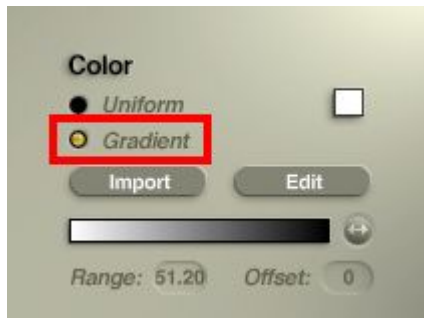 Color
Uniform
Gradient
Import Edit
Range: 51.20 Offset: 0